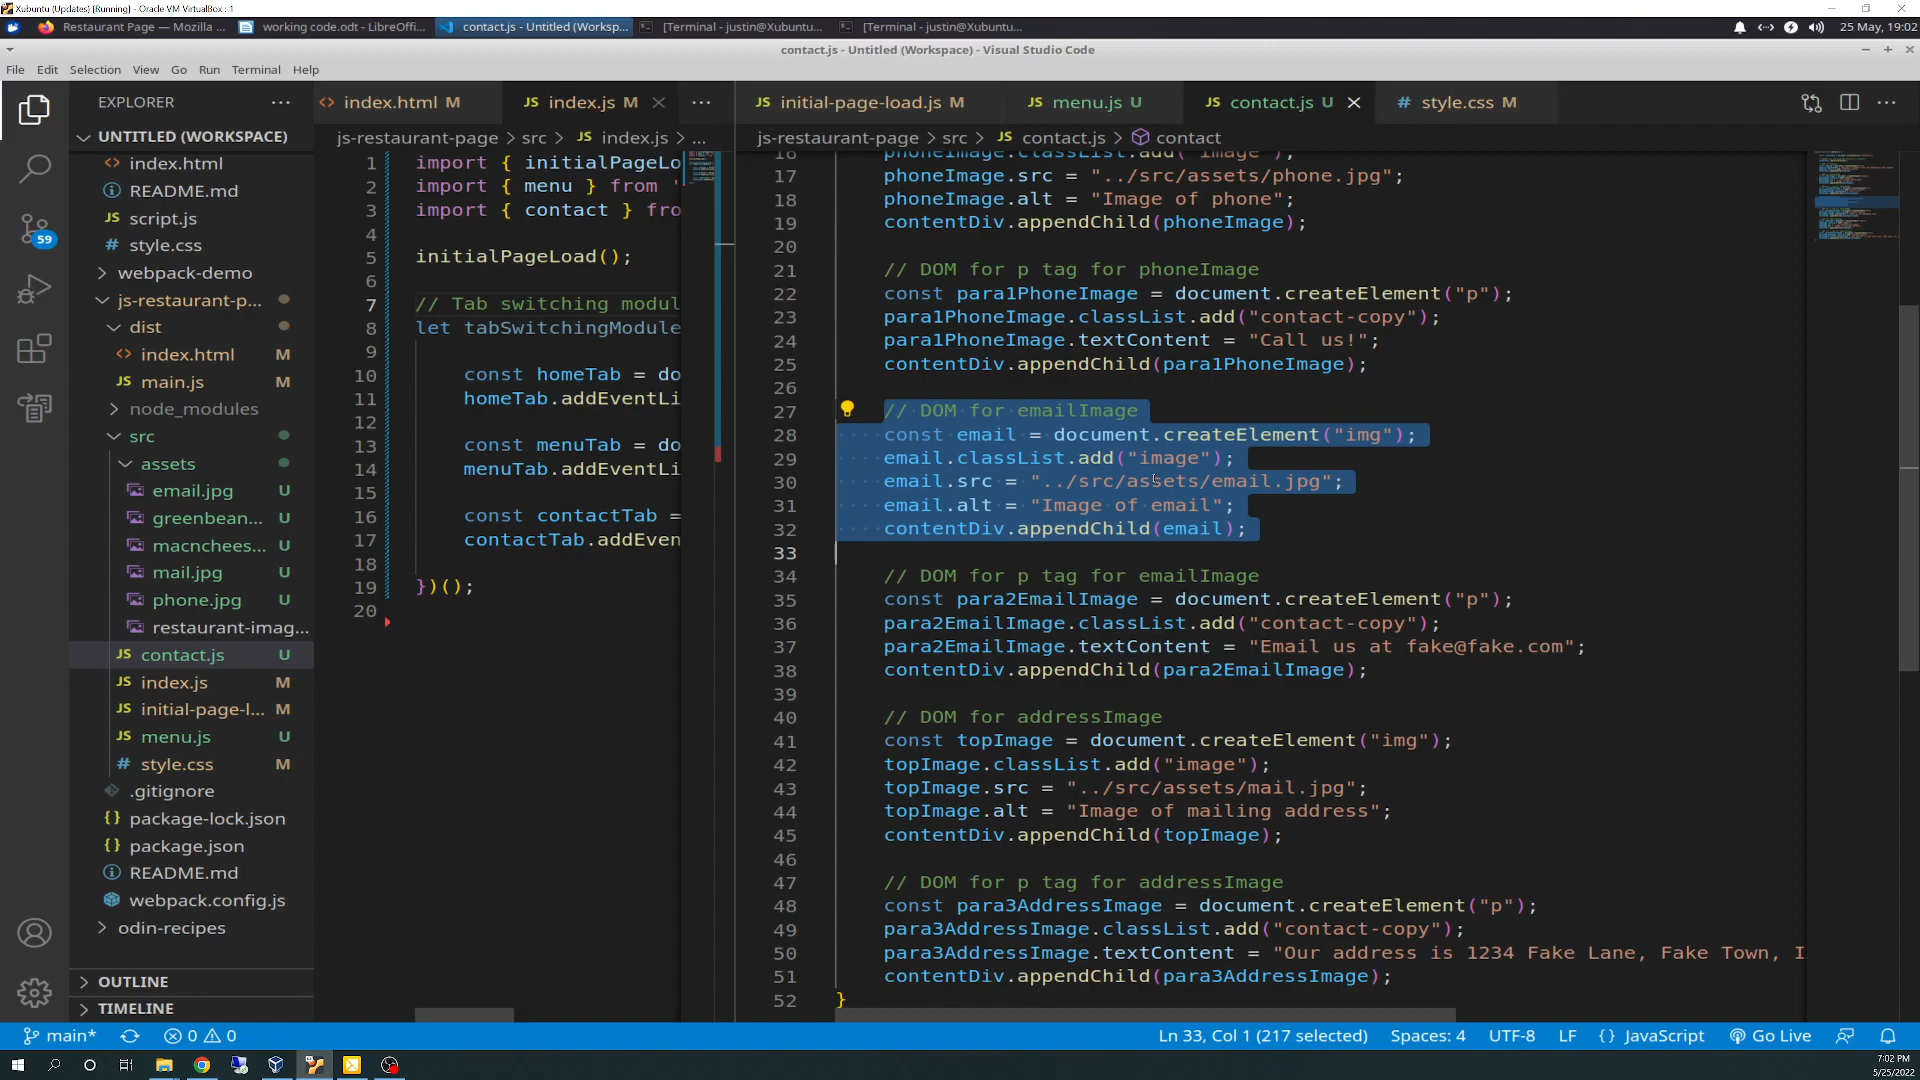 Xubuntu (Updates) [Running] - Oracle VM VirtualBox : 1
Restaurant Page — Mozilla ...
working code.odt - LibreOffi...
contact.js - Untitled (Worksp...
[Terminal - justin@Xubuntu...
[Terminal - justin@Xubuntu...
25 May, 19:02
contact.js - Untitled (Workspace) - Visual Studio Code
File Edit Selection View Go Run Terminal Help
EXPLORER
UNTITLED (WORKSPACE)
index.html
README.md
JS script.js
# style.css
59
webpack-demo
js-restaurant-p...
dist
index.html M
JS main.js M
node_modules
src
assets
email.jpg U
greenbean... U
macnchees... U
mail.jpg U
phone.jpg U
restaurant-imag...
JS contact.js U
JS index.js M
JS initial-page-l... M
JS menu.js U
# style.css M
.gitignore
{} package-lock.json
{} package.json
README.md
webpack.config.js
odin-recipes
OUTLINE
TIMELINE
index.html M
JS index.js M
js-restaurant-page > src > JS index.js > ...
1 import { initialPageLo
2 import { menu } from '
3 import { contact } fro
4
5 initialPageLoad();
6
7 // Tab switching modul
8 let tabSwitchingModule
9
10 const homeTab = do
11 homeTab.addEventLi
12
13 const menuTab = do
14 menuTab.addEventLi
15
16 const contactTab =
17 contactTab.addEven
18
19 })();
20
JS initial-page-load.js M
JS menu.js U
JS contact.js U
# style.css M
js-restaurant-page > src > JS contact.js > contact
16 phoneImage.classList.add("image");
17 phoneImage.src = "../src/assets/phone.jpg";
18 phoneImage.alt = "Image of phone";
19 contentDiv.appendChild(phoneImage);
20
21 // DOM for p tag for phoneImage
22 const para1PhoneImage = document.createElement("p");
23 para1PhoneImage.classList.add("contact-copy");
24 para1PhoneImage.textContent = "Call us!";
25 contentDiv.appendChild(para1PhoneImage);
26
27 // DOM for emailImage
28 const email = document.createElement("img");
29 email.classList.add("image");
30 email.src = "../src/assets/email.jpg";
31 email.alt = "Image of email";
32 contentDiv.appendChild(email);
33
34 // DOM for p tag for emailImage
35 const para2EmailImage = document.createElement("p");
36 para2EmailImage.classList.add("contact-copy");
37 para2EmailImage.textContent = "Email us at fake@fake.com";
38 contentDiv.appendChild(para2EmailImage);
39
40 // DOM for addressImage
41 const topImage = document.createElement("img");
42 topImage.classList.add("image");
43 topImage.src = "../src/assets/mail.jpg";
44 topImage.alt = "Image of mailing address";
45 contentDiv.appendChild(topImage);
46
47 // DOM for p tag for addressImage
48 const para3AddressImage = document.createElement("p");
49 para3AddressImage.classList.add("contact-copy");
50 para3AddressImage.textContent = "Our address is 1234 Fake Lane, Fake Town, I
51 contentDiv.appendChild(para3AddressImage);
52 }
main* 0 0
Ln 33, Col 1 (217 selected) Spaces: 4 UTF-8 LF {} JavaScript Go Live
7:02 PM
5/25/2022